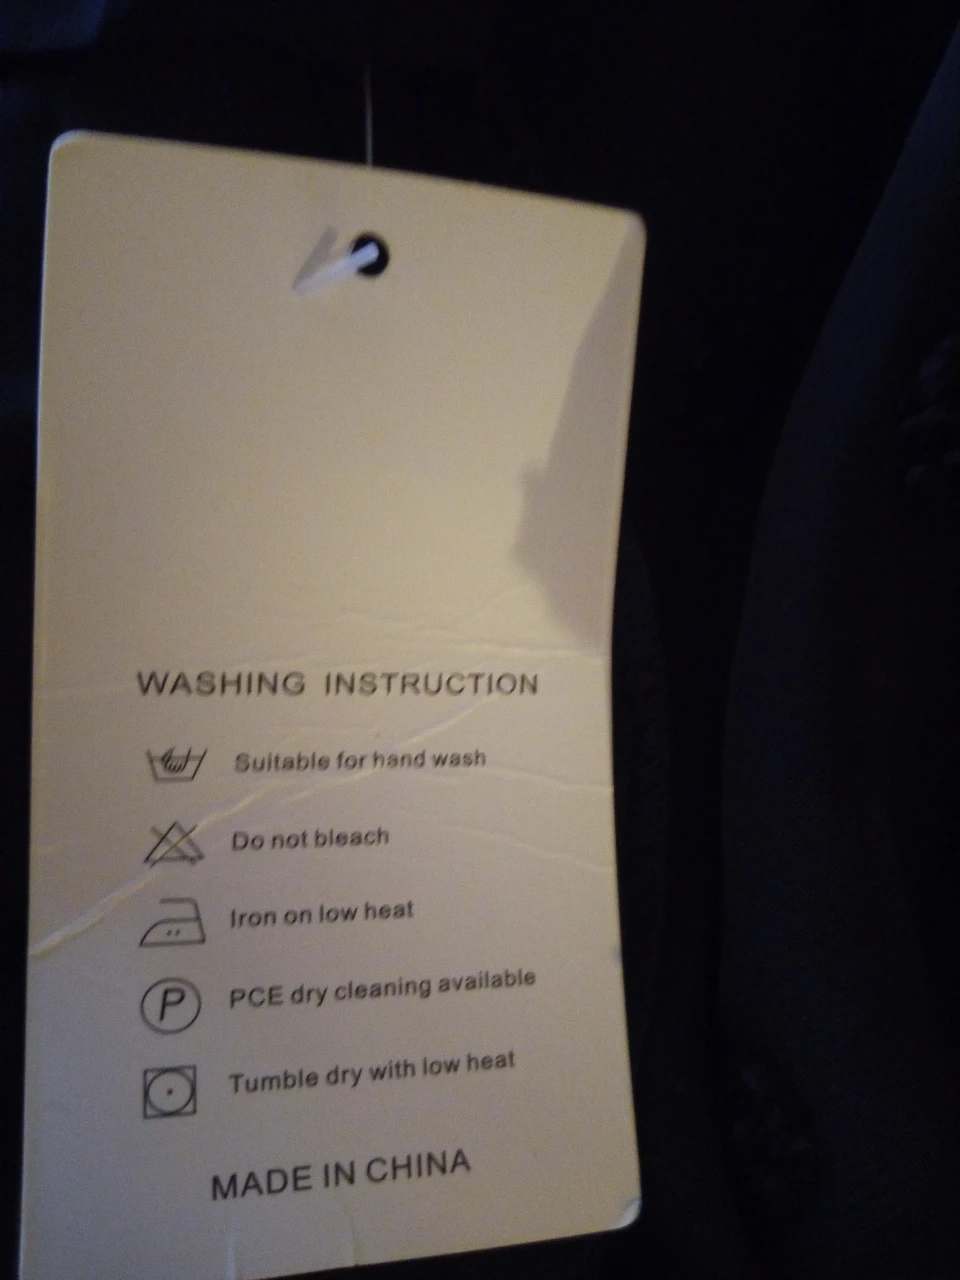 WASHING INSTRUCTION
Suitable for hand wash
Do not bleach
Iron on low heat
P PCE dry cleaning available
Tumble dry with low heat
MADE IN CHINA